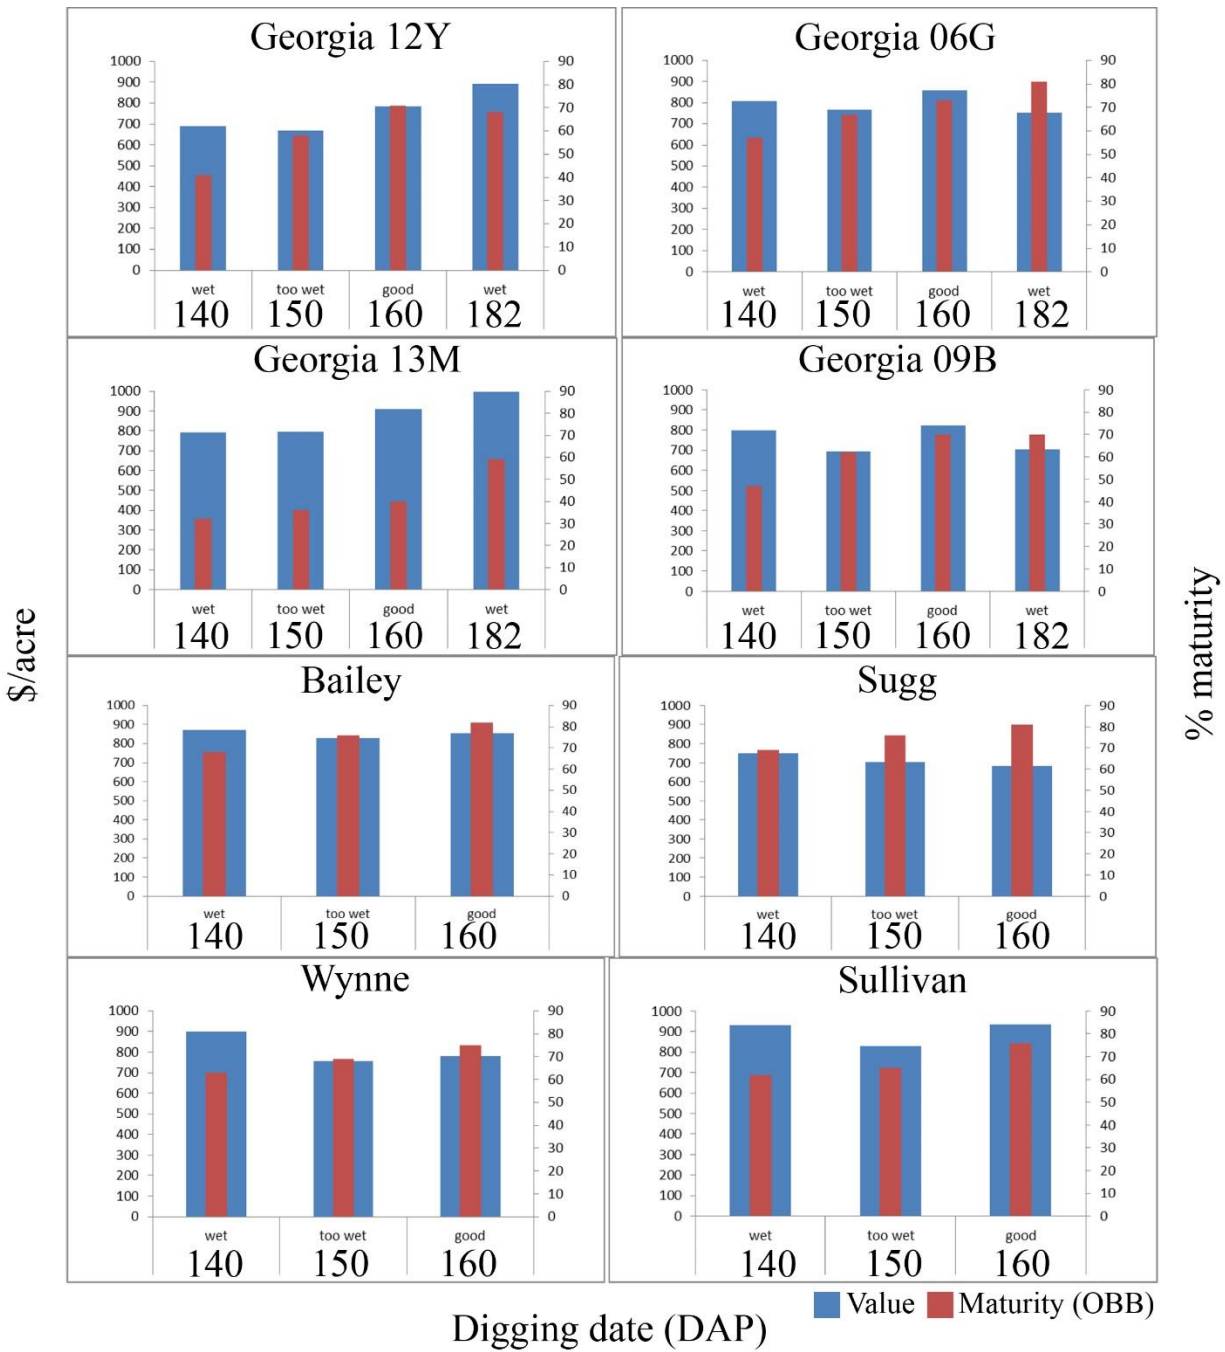 Georgia 12Y
1000 900 800 700 600 500 400 300 200 100 0
90 80 70 60 50 40 30 20 10 0
wet too wet good wet
140 150 160 182
Georgia 06G
1000 900 800 700 600 500 400 300 200 100 0
90 80 70 60 50 40 30 20 10 0
wet too wet good wet
140 150 160 182
Georgia 13M
1000 900 800 700 600 500 400 300 200 100 0
90 80 70 60 50 40 30 20 10 0
wet too wet good wet
140 150 160 182
Georgia 09B
1000 900 800 700 600 500 400 300 200 100 0
90 80 70 60 50 40 30 20 10 0
wet too wet good wet
140 150 160 182
$/acre
% maturity
Bailey
1000 900 800 700 600 500 400 300 200 100 0
90 80 70 60 50 40 30 20 10 0
wet too wet good
140 150 160
Sugg
1000 900 800 700 600 500 400 300 200 100 0
90 80 70 60 50 40 30 20 10 0
wet too wet good
140 150 160
Wynne
1000 900 800 700 600 500 400 300 200 100 0
90 80 70 60 50 40 30 20 10 0
wet too wet good
140 150 160
Sullivan
1000 900 800 700 600 500 400 300 200 100 0
90 80 70 60 50 40 30 20 10 0
wet too wet good
140 150 160
Value Maturity (OBB)
Digging date (DAP)